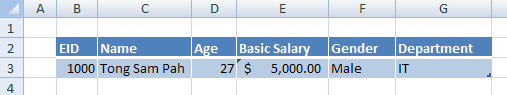 A B C D E F G
1
2 EID Name Age Basic Salary Gender Department
3 1000 Tong Sam Pah 27 $ 5,000.00 Male IT
4